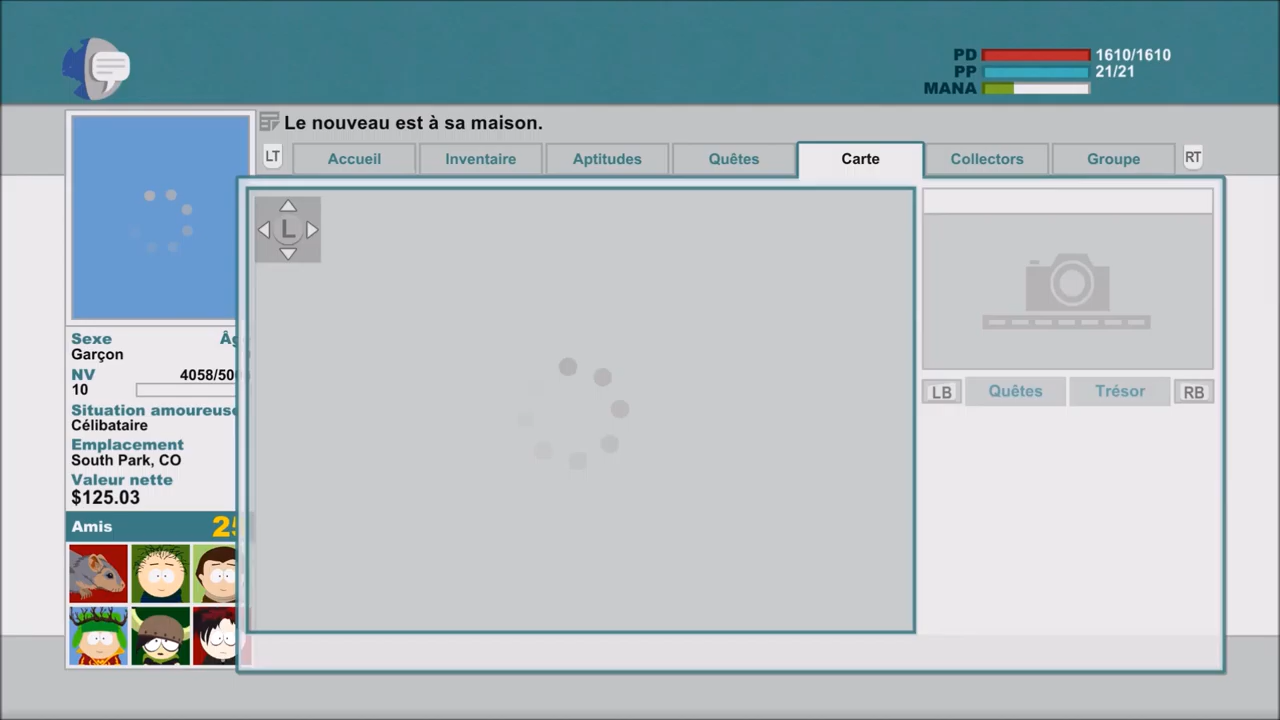 PD 1610/1610
PP 21/21
MANA
Le nouveau est à sa maison.
LT Accueil Inventaire Aptitudes Quêtes Carte Collectors Groupe RT
L
Sexe
Garçon
NV 4058/50
10
Situation amoureuse
Célibataire
Emplacement
South Park, CO
Valeur nette
$125.03
Amis
LB Quêtes Trésor RB